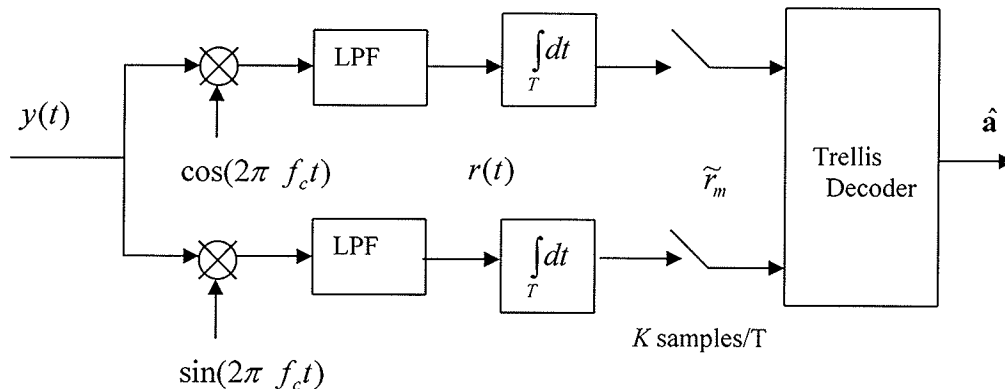 LPF
∫dt
T
y(t)
cos(2π f_c t)
r(t)
r̃_m
Trellis
Decoder
â
LPF
∫dt
T
K samples/T
sin(2π f_c t)